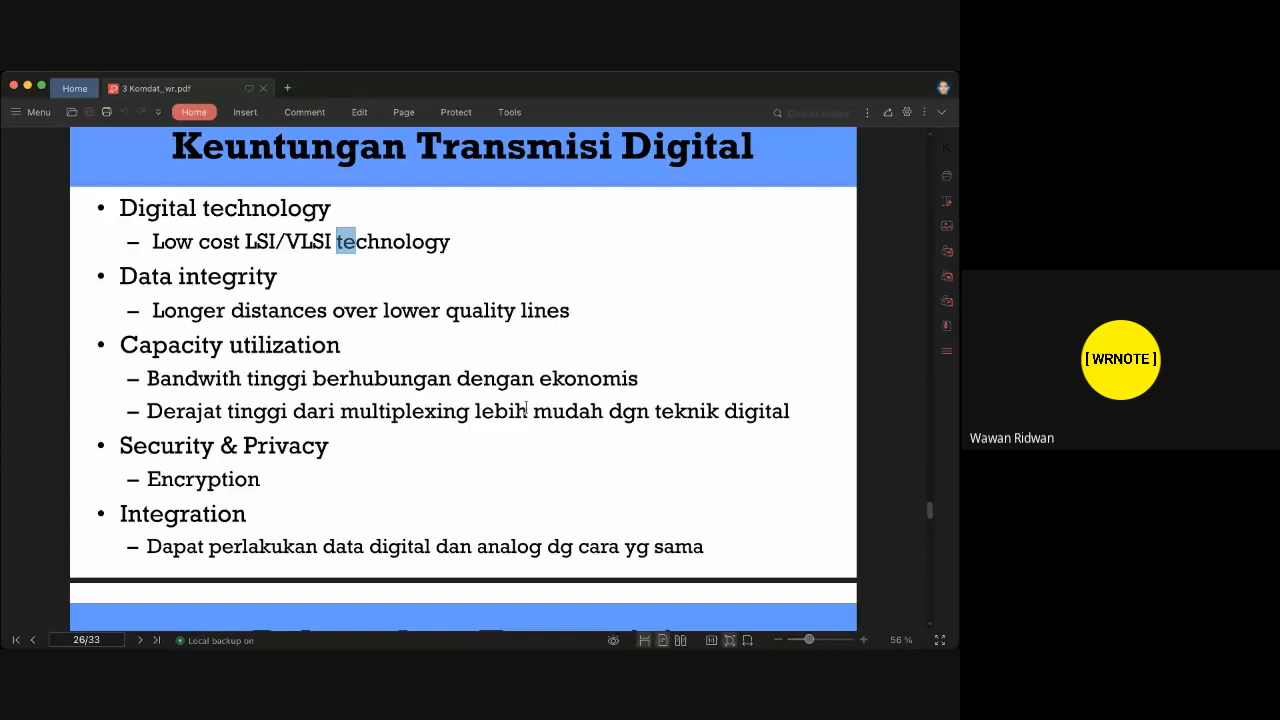 Home
3 Komdat_wr.pdf
Menu
Home
Insert
Comment
Edit
Page
Protect
Tools
Keuntungan Transmisi Digital
• Digital technology
– Low cost LSI/VLSI technology
• Data integrity
– Longer distances over lower quality lines
• Capacity utilization
– Bandwith tinggi berhubungan dengan ekonomis
– Derajat tinggi dari multiplexing lebih mudah dgn teknik digital
• Security & Privacy
– Encryption
• Integration
– Dapat perlakukan data digital dan analog dg cara yg sama
26/33
Local backup on
56 %
[ WRNOTE ]
Wawan Ridwan